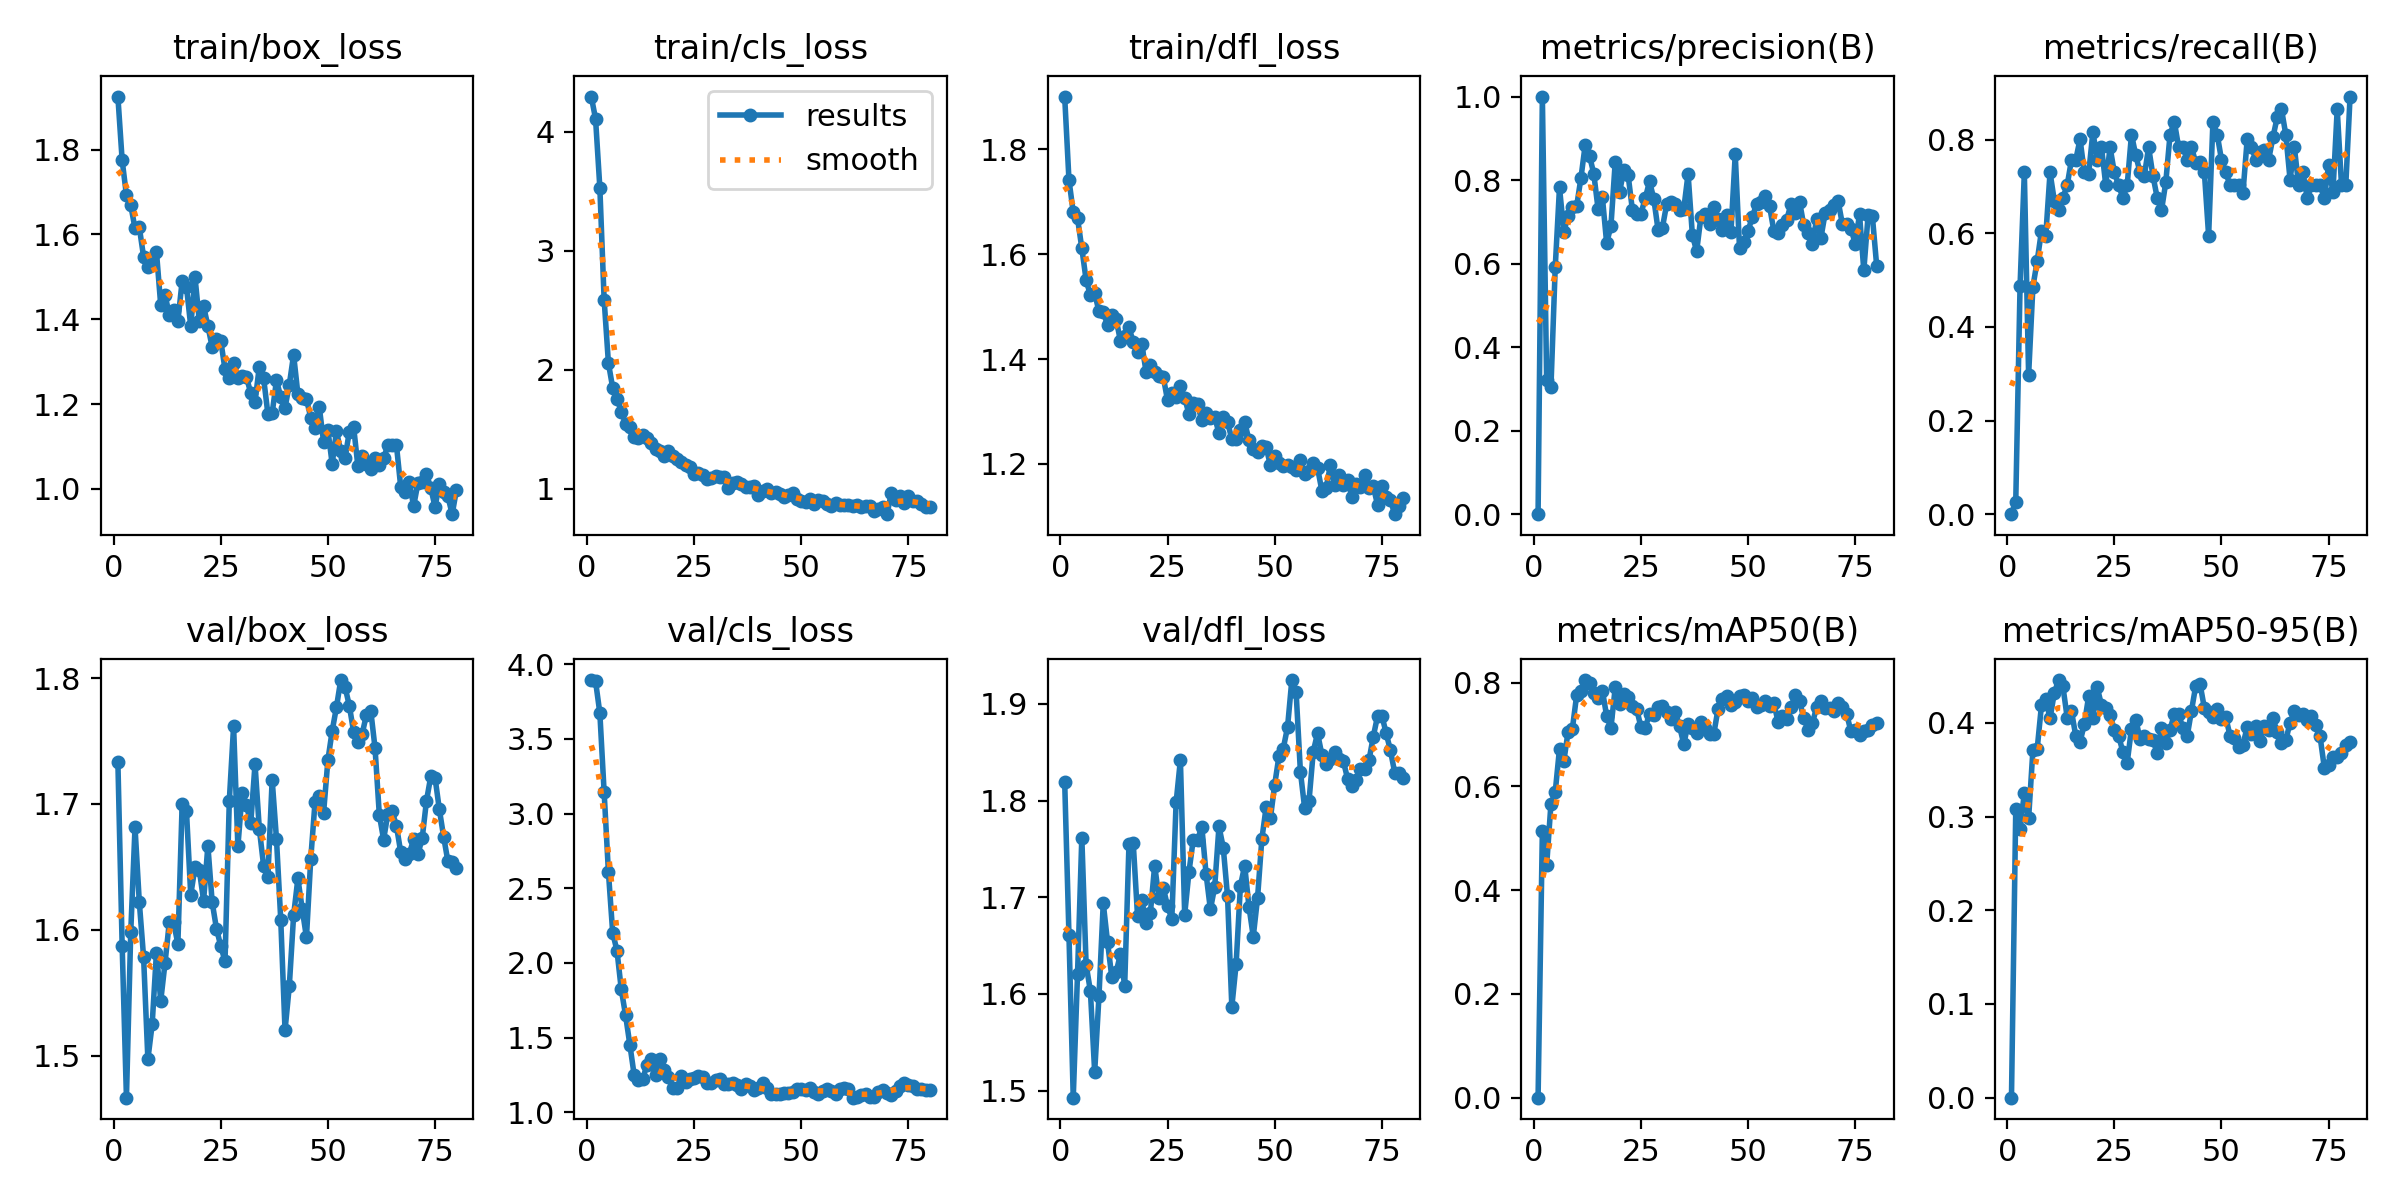 train/box_loss
1.8
1.6
1.4
1.2
1.0
0 25 50 75
train/cls_loss
results
smooth
4
3
2
1
0 25 50 75
train/dfl_loss
1.8
1.6
1.4
1.2
0 25 50 75
metrics/precision(B)
1.0
0.8
0.6
0.4
0.2
0.0
0 25 50 75
metrics/recall(B)
0.8
0.6
0.4
0.2
0.0
0 25 50 75
val/box_loss
1.8
1.7
1.6
1.5
0 25 50 75
val/cls_loss
4.0
3.5
3.0
2.5
2.0
1.5
1.0
0 25 50 75
val/dfl_loss
1.9
1.8
1.7
1.6
1.5
0 25 50 75
metrics/mAP50(B)
0.8
0.6
0.4
0.2
0.0
0 25 50 75
metrics/mAP50-95(B)
0.4
0.3
0.2
0.1
0.0
0 25 50 75